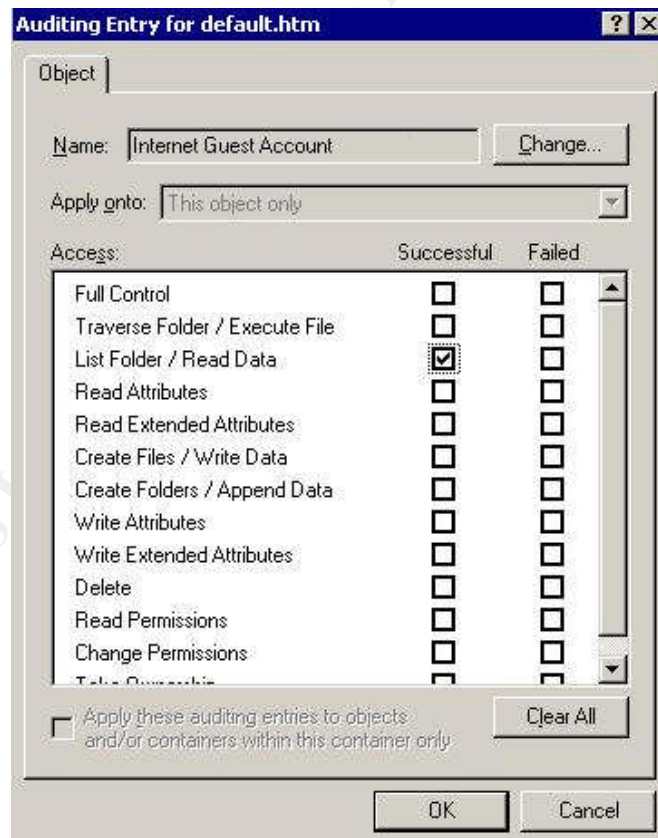 Auditing Entry for default.htm
Object
Name: Internet Guest Account Change...
Apply onto: This object only
Access: Successful Failed
Full Control
Traverse Folder / Execute File
List Folder / Read Data
Read Attributes
Read Extended Attributes
Create Files / Write Data
Create Folders / Append Data
Write Attributes
Write Extended Attributes
Delete
Read Permissions
Change Permissions
Take Ownership
Apply these auditing entries to objects Clear All
and/or containers within this container only
OK Cancel